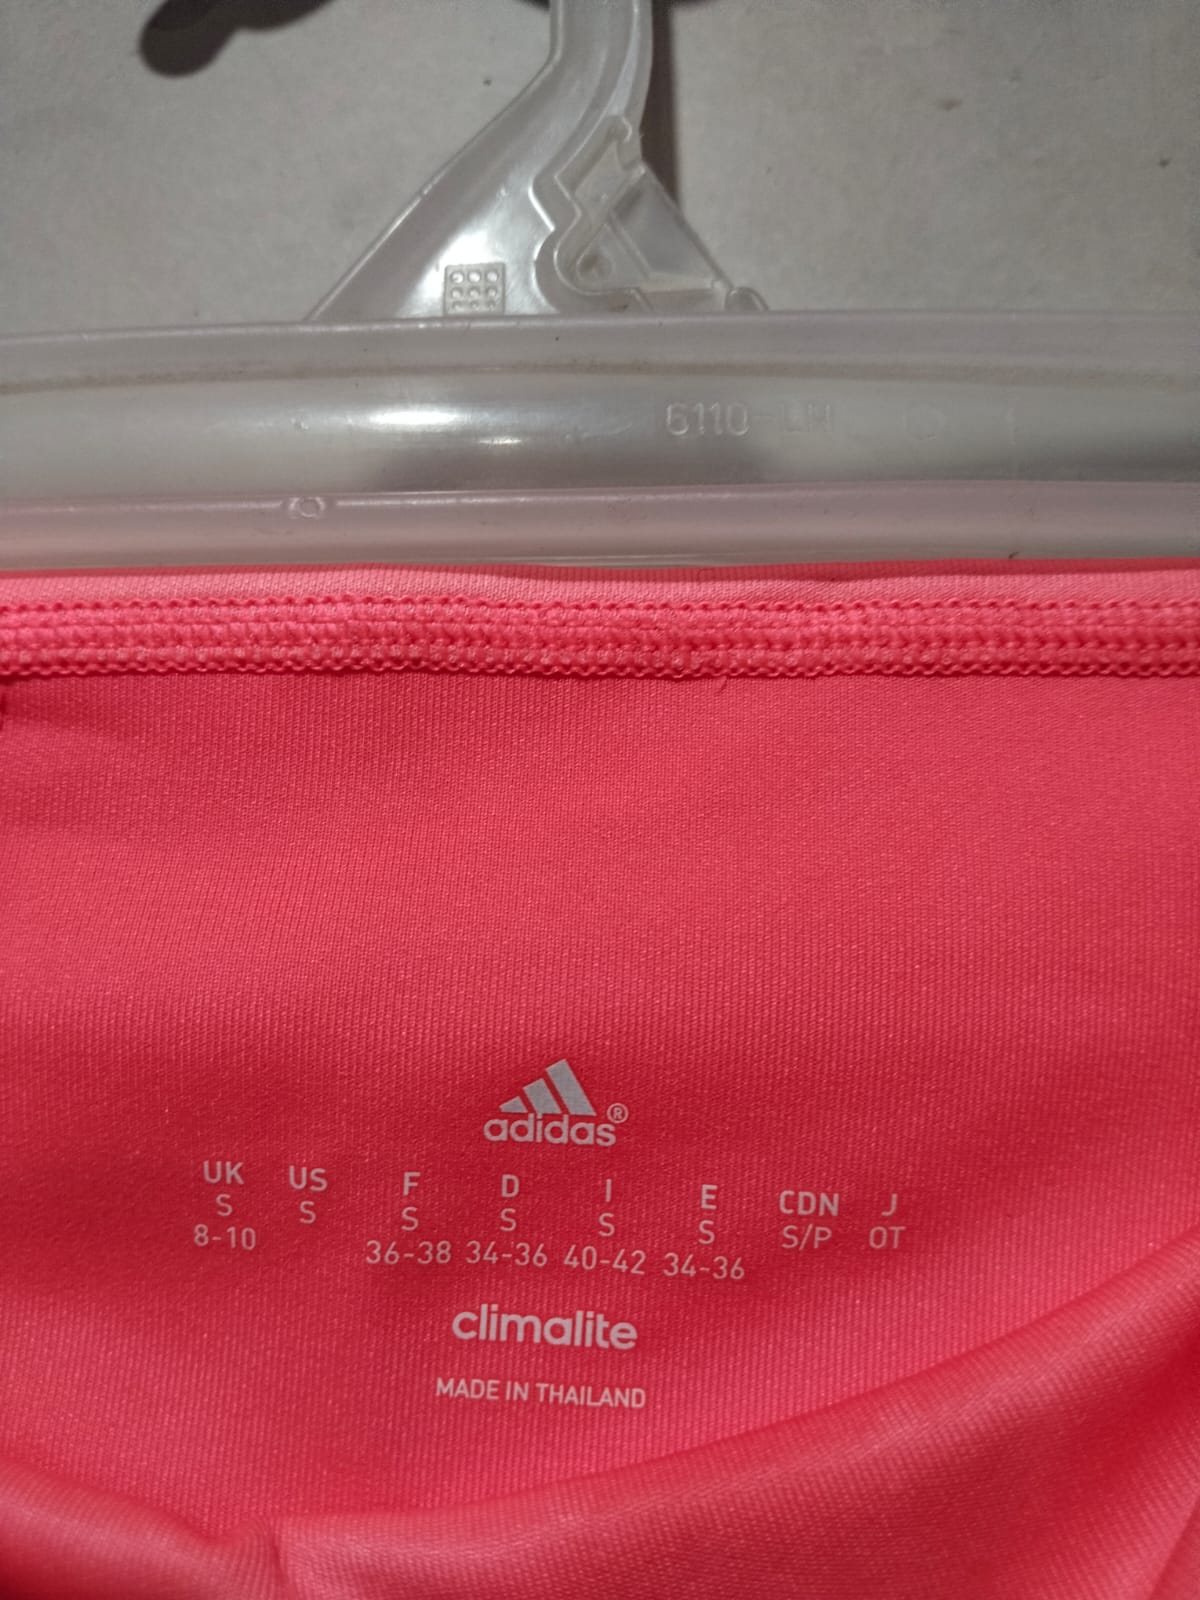 6110-LH
adidas®
UK US F D I E CDN J
S S S S S S S/P OT
8-10 36-38 34-36 40-42 34-36
climalite
MADE IN THAILAND